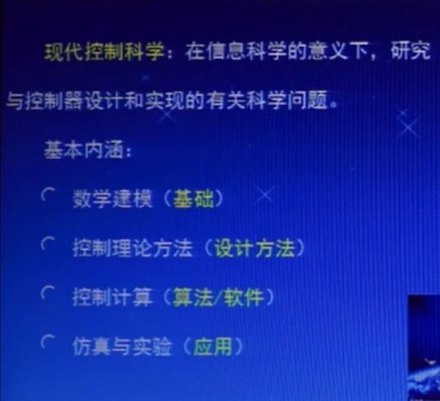 现代控制科学：在信息科学的意义下，研究
与控制器设计和实现的有关科学问题。
基本内涵：
数学建模（基础）
控制理论方法（设计方法）
控制计算（算法/软件）
仿真与实验（应用）